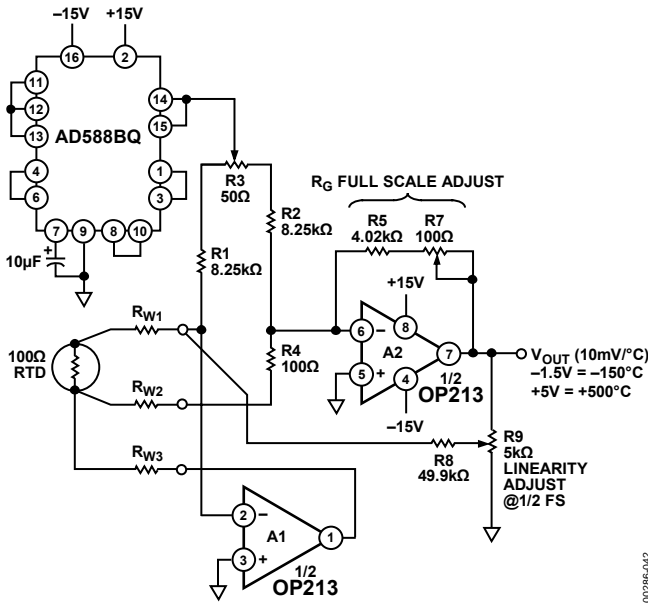 –15V +15V
16 2
11
12
13
AD588BQ
14
15
4
6
1
3
7 9 8 10
10µF
+
R3
50Ω
R1
8.25kΩ
R2
8.25kΩ
RG FULL SCALE ADJUST
R5
4.02kΩ
R7
100Ω
+15V
6 –
8
A2
7
5 +
4
1/2
OP213
–15V
VOUT (10mV/°C)
–1.5V = –150°C
+5V = +500°C
R4
100Ω
RW1
100Ω
RTD
RW2
RW3
R8
49.9kΩ
R9
5kΩ
LINEARITY
ADJUST
@1/2 FS
2 –
A1
1
3 +
1/2
OP213
00286-042